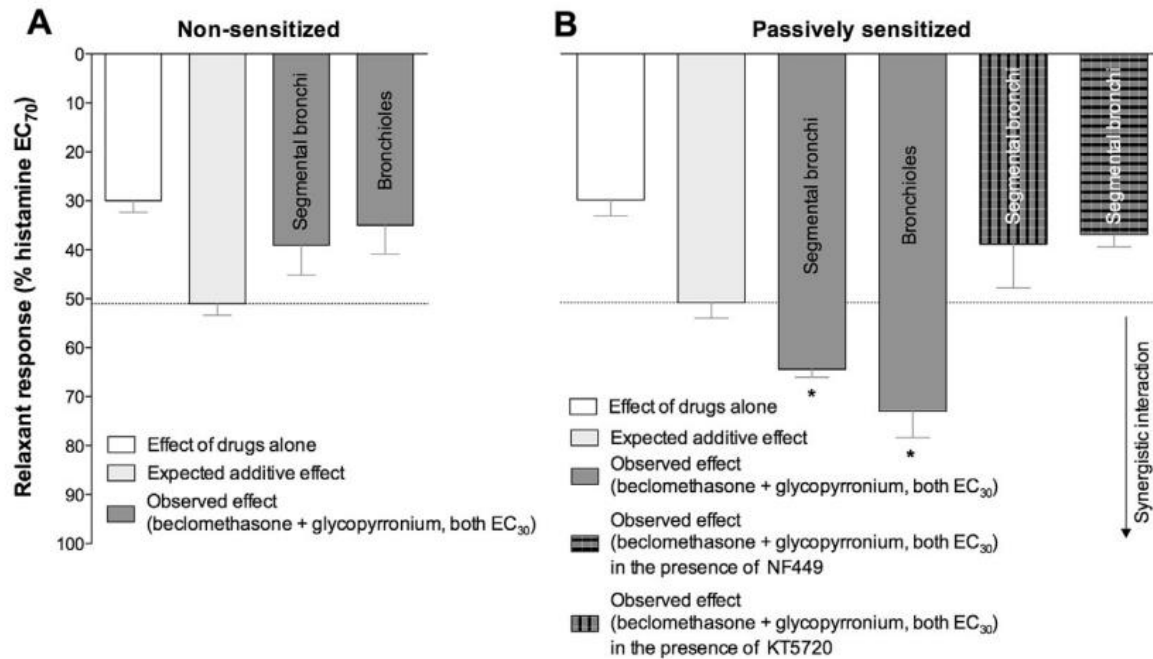 A
Non-sensitized
B
Passively sensitized
Relaxant response (% histamine EC70)
0
10
20
30
40
50
60
70
80
90
100
Segmental bronchi
Bronchioles
Effect of drugs alone
Expected additive effect
Observed effect
(beclomethasone + glycopyrronium, both EC30)
Segmental bronchi
Bronchioles
Segmental bronchi
Segmental bronchi
*
*
Effect of drugs alone
Expected additive effect
Observed effect
(beclomethasone + glycopyrronium, both EC30)
Observed effect
(beclomethasone + glycopyrronium, both EC30)
in the presence of NF449
Observed effect
(beclomethasone + glycopyrronium, both EC30)
in the presence of KT5720
Synergistic interaction